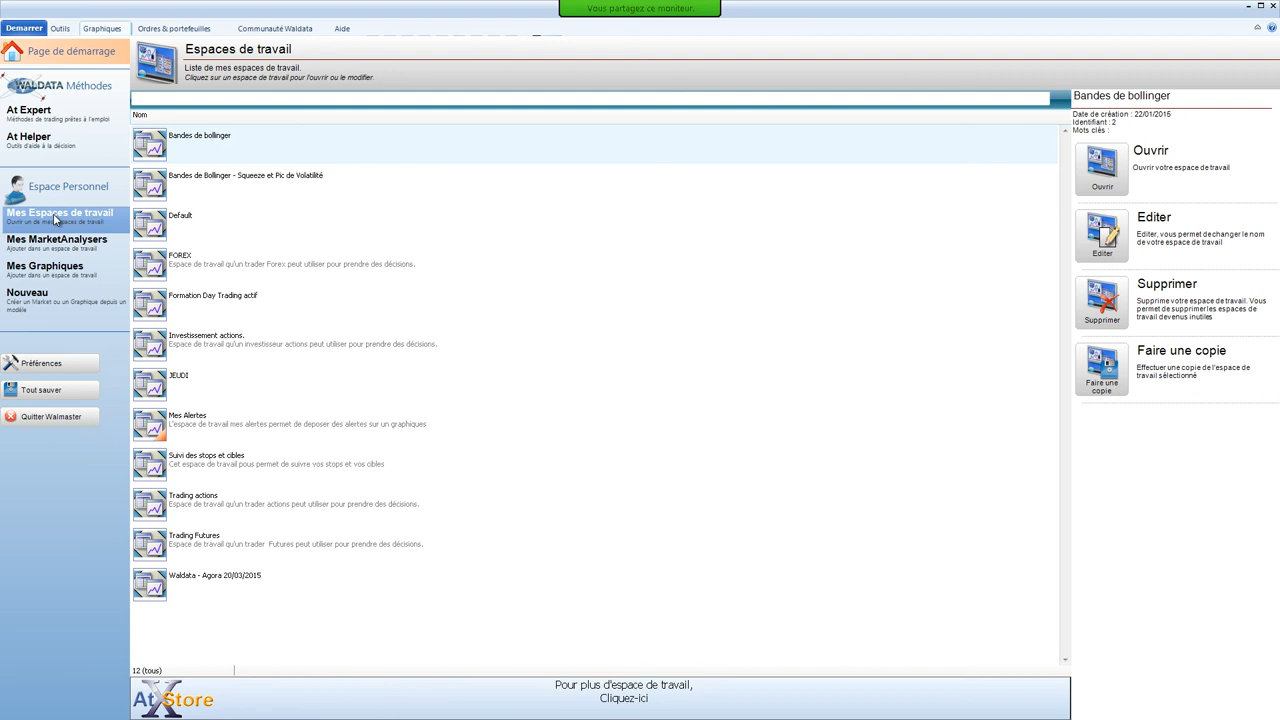 Vous partagez ce moniteur.
Demarrer Outils Graphiques Ordres & portefeuilles Communauté Waldata Aide
Page de démarrage
WALDATA Méthodes
At Expert
Méthodes de trading prêtes à l'emploi
At Helper
Outils d'aide à la décision
Espace Personnel
Mes Espaces de travail
Ouvrir un de mes espaces de travail
Mes MarketAnalysers
Ajouter dans un espace de travail
Mes Graphiques
Ajouter dans un espace de travail
Nouveau
Créer un Market ou un Graphique depuis un
modèle
Préférences
Tout sauver
Quitter Walmaster
Espaces de travail
Liste de mes espaces de travail.
Cliquez sur un espace de travail pour l'ouvrir ou le modifier.
Nom
Bandes de bollinger
Bandes de Bollinger - Squeeze et Pic de Volatilité
Default
FOREX
Espace de travail qu'un trader Forex peut utiliser pour prendre des décisions.
Formation Day Trading actif
Investissement actions.
Espace de travail qu'un investisseur actions peut utiliser pour prendre des décisions.
JEUDI
Mes Alertes
L'espace de travail mes alertes permet de deposer des alertes sur un graphiques
Suivi des stops et cibles
Cet espace de travail pous permet de suivre vos stops et vos cibles
Trading actions
Espace de travail qu'un trader actions peut utiliser pour prendre des décisions.
Trading Futures
Espace de travail qu'un trader Futures peut utiliser pour prendre des décisions.
Waldata - Agora 20/03/2015
12 (tous)
At X Store
Pour plus d'espace de travail,
Cliquez-ici
Bandes de bollinger
Date de création : 22/01/2015
Identifiant : 2
Mots clés :
Ouvrir
Ouvrir
Ouvrir votre espace de travail
Editer
Editer
Editer, vous permet de changer le nom
de votre espace de travail
Supprimer
Supprimer
Supprime votre espace de travail. Vous
permet de supprimer les espaces de
travail devenus inutiles
Faire une
copie
Faire une copie
Effectuer une copie de l'espace de
travail sélectionné